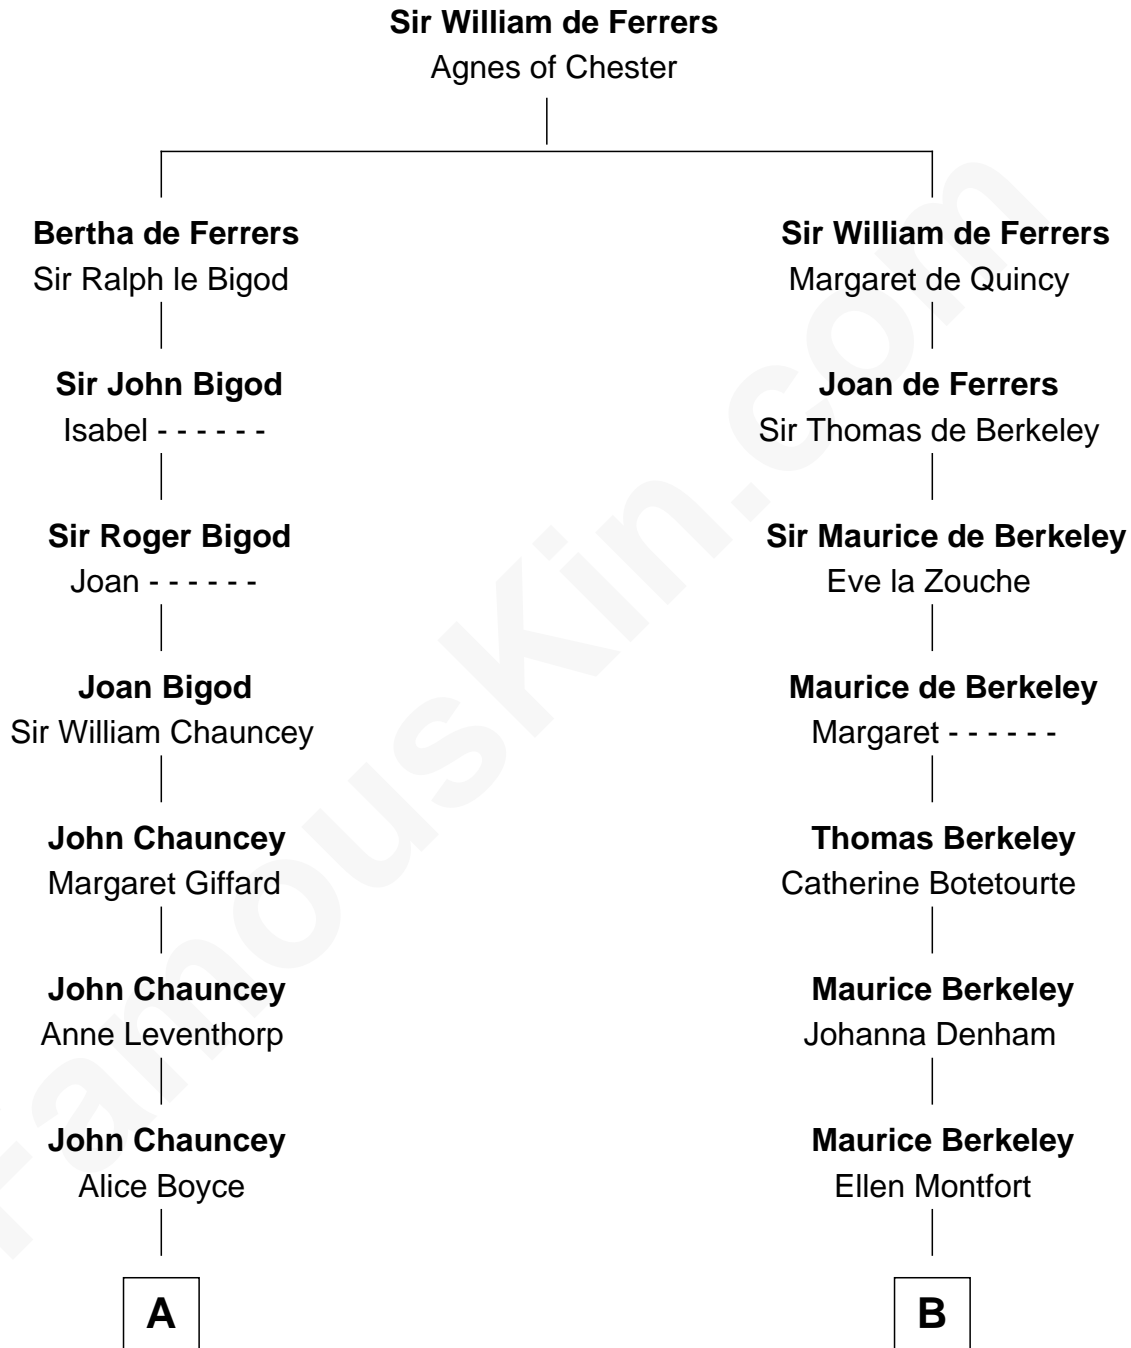 Sir William de Ferrers
Agnes of Chester
Bertha de Ferrers
Sir Ralph le Bigod
Sir William de Ferrers
Margaret de Quincy
Sir John Bigod
Isabel - - - - - -
Joan de Ferrers
Sir Thomas de Berkeley
Sir Roger Bigod
Joan - - - - - -
Sir Maurice de Berkeley
Eve la Zouche
Joan Bigod
Sir William Chauncey
Maurice de Berkeley
Margaret - - - - - -
John Chauncey
Margaret Giffard
Thomas Berkeley
Catherine Botetourte
John Chauncey
Anne Leventhorp
Maurice Berkeley
Johanna Denham
John Chauncey
Alice Boyce
Maurice Berkeley
Ellen Montfort
A
B
FamousKin.com